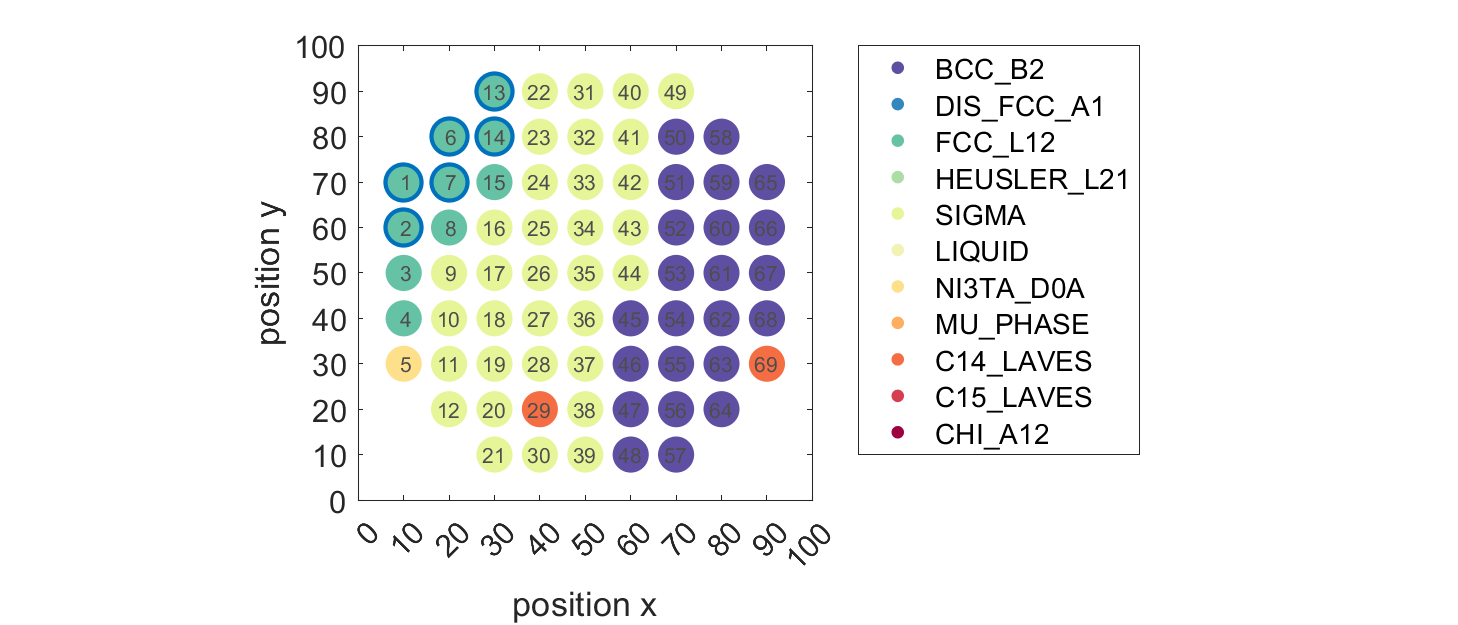 100
90 13 22 31 40 49
80 6 14 23 32 41 50 58
70 1 7 15 24 33 42 51 59 65
60 2 8 16 25 34 43 52 60 66
50 3 9 17 26 35 44 53 61 67
40 4 10 18 27 36 45 54 62 68
30 5 11 19 28 37 46 55 63 69
20 12 20 29 38 47 56 64
10 21 30 39 48 57
0
0 10 20 30 40 50 60 70 80 90 100
position x
position y
BCC_B2
DIS_FCC_A1
FCC_L12
HEUSLER_L21
SIGMA
LIQUID
NI3TA_D0A
MU_PHASE
C14_LAVES
C15_LAVES
CHI_A12